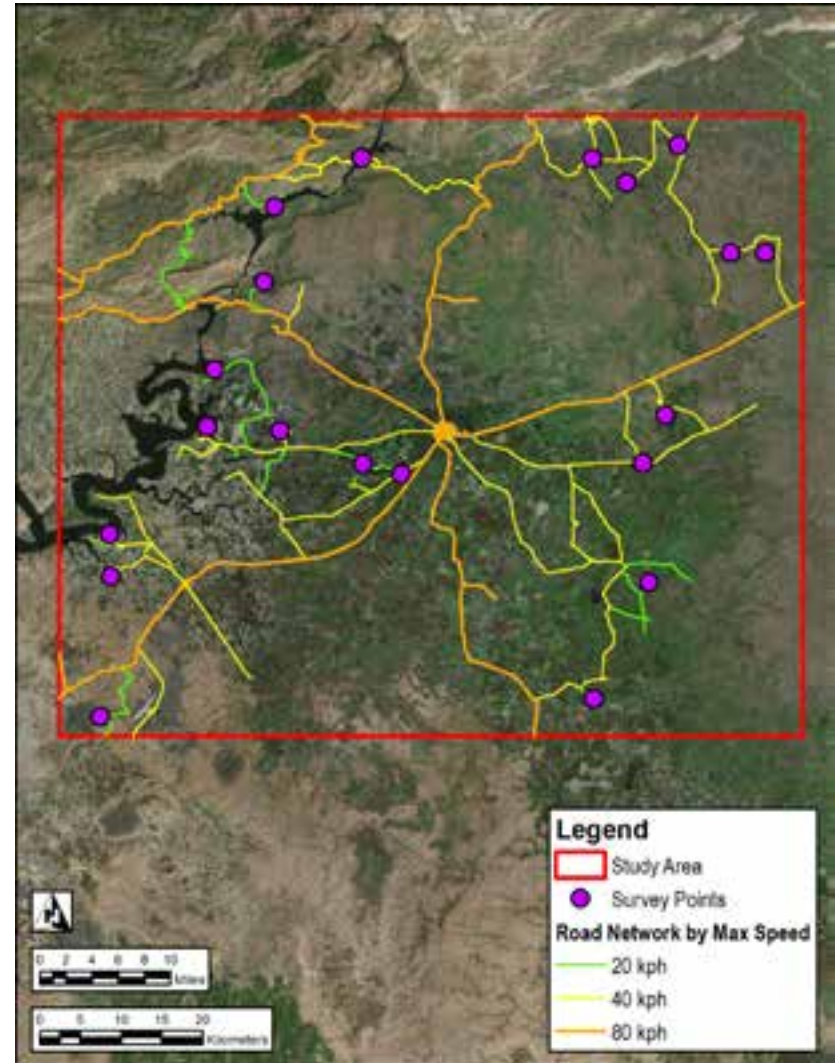 Legend
Study Area
Survey Points
Road Network by Max Speed
20 kph
40 kph
80 kph
N
0 2 4 6 8 10
Miles
0 5 10 15 20
Kilometers